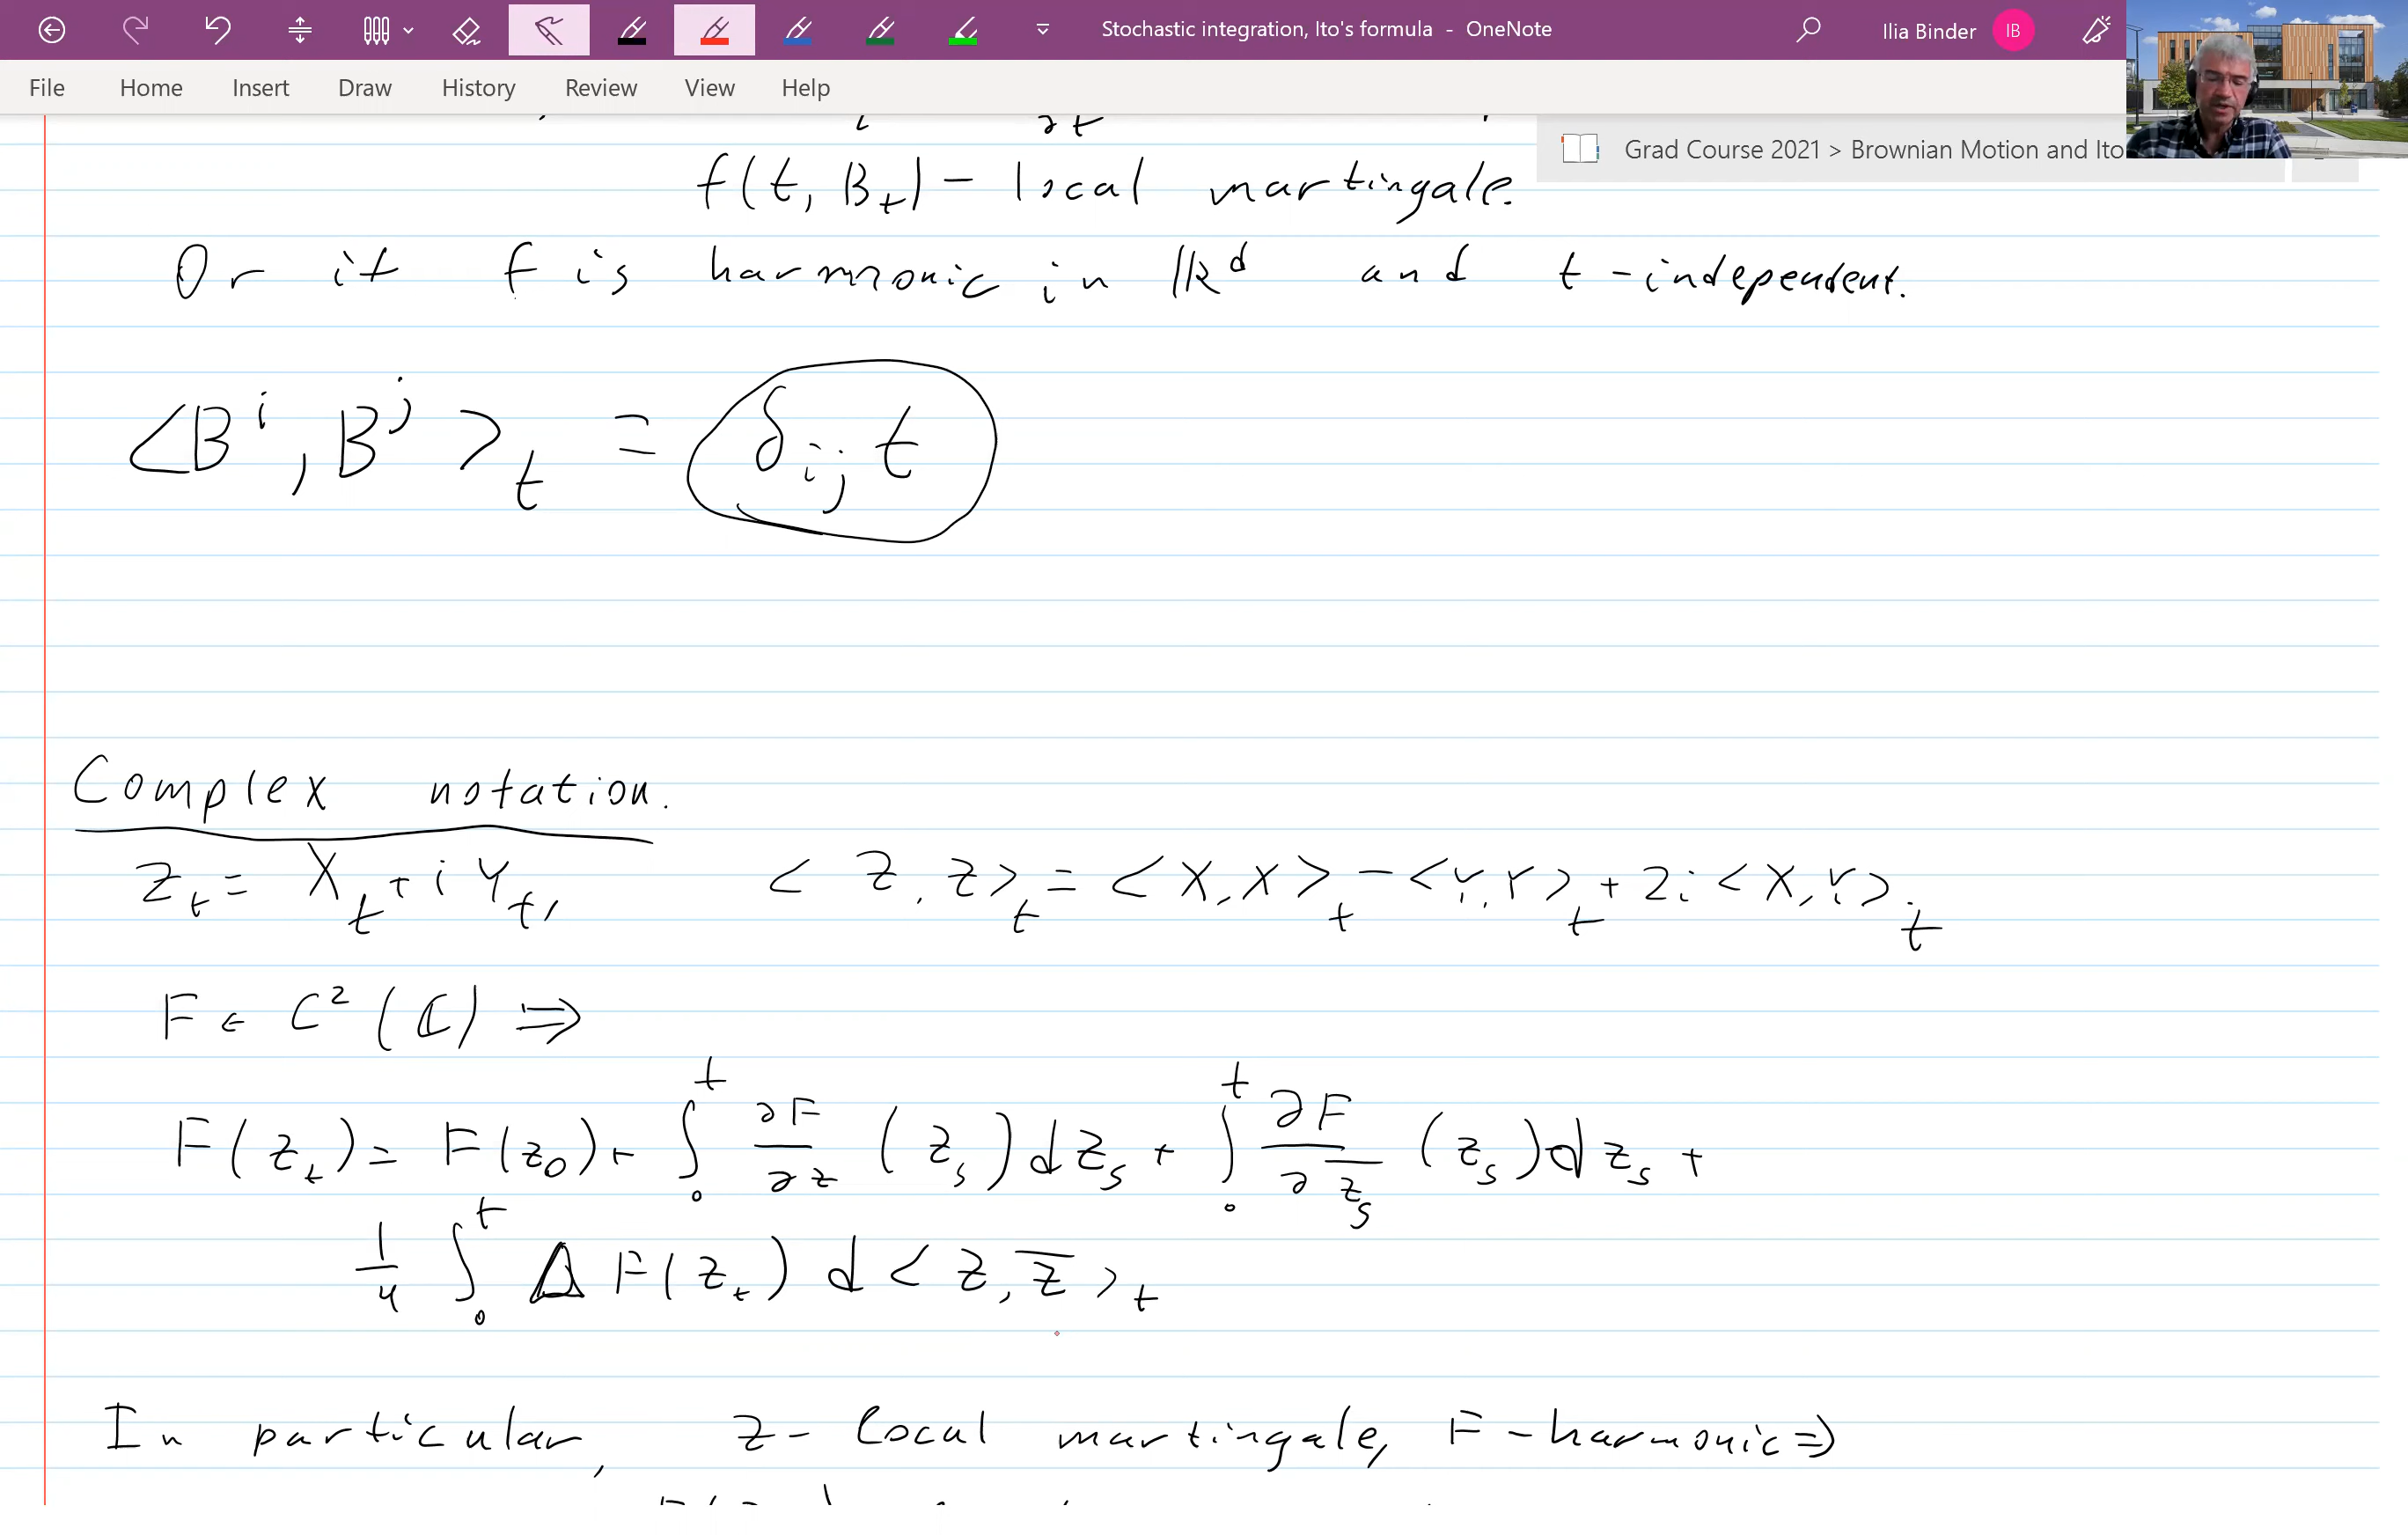 Stochastic integration, Ito's formula - OneNote
Ilia Binder IB
File Home Insert Draw History Review View Help
Grad Course 2021 > Brownian Motion and Ito
f(t, B_t) - local martingale.
Or if f is harmonic in ℝ^d and t-independent.
<B^i, B^j>_t = δ_ij t
Complex notation.
Z_t = X_t + i Y_t, <Z, Z>_t = <X, X>_t - <Y, Y>_t + 2i <X, Y>_t
F ∈ C² (ℂ) ⇒
F(z_t) = F(z_0) + ∫_0^t ∂F/∂z (z_s) dz_s + ∫_0^t ∂F/∂z̄_s (z_s) dz_s +
1/4 ∫_0^t Δ F(z_t) d<z, z̄>_t
In particular, z - local martingale, F - harmonic ⇒